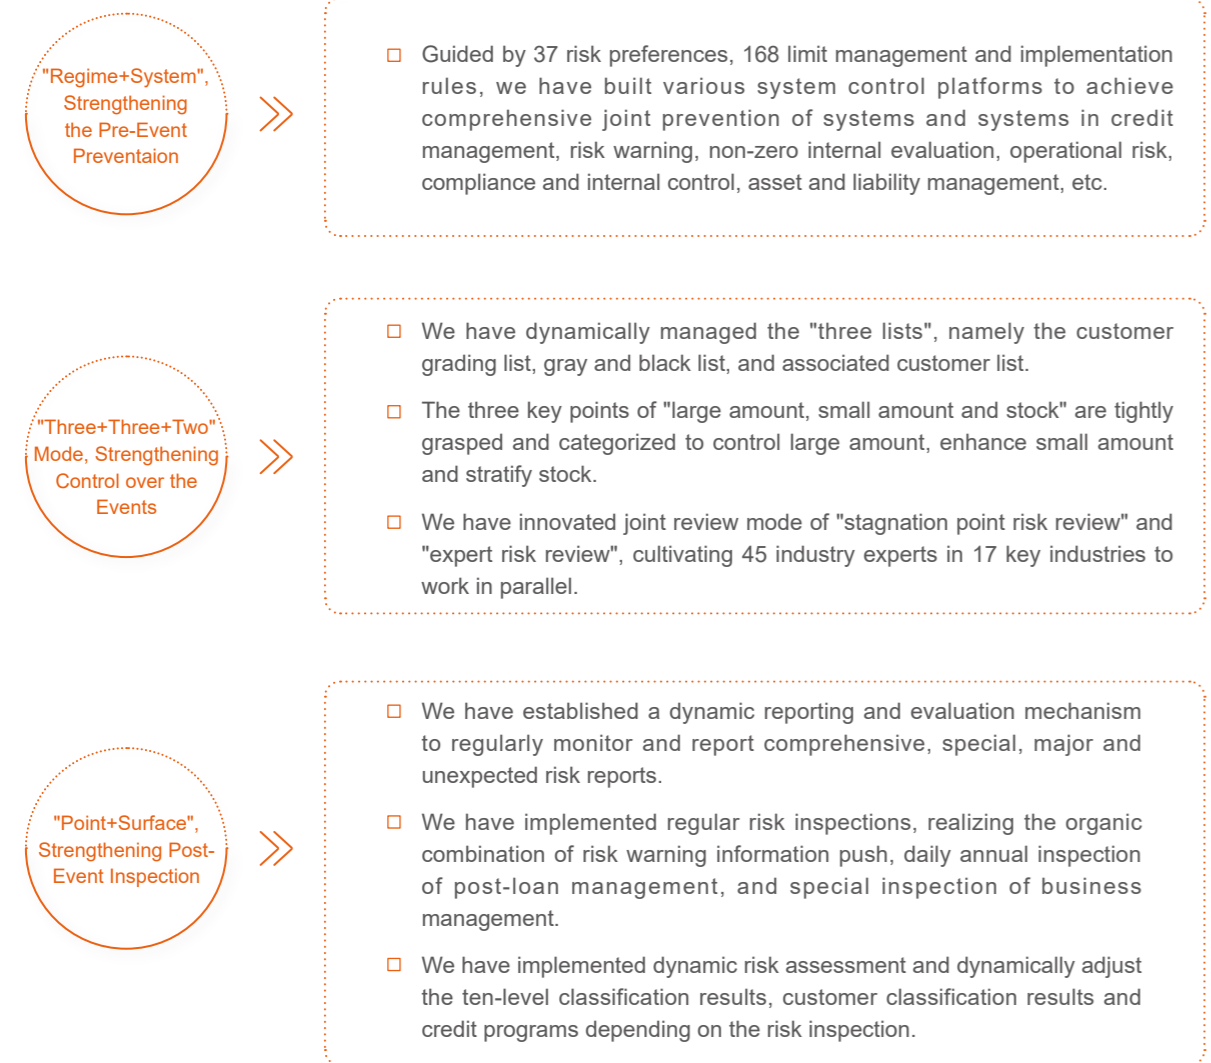 "Regime+System",
Strengthening
the Pre-Event
Preventaion
Guided by 37 risk preferences, 168 limit management and implementation
rules, we have built various system control platforms to achieve
comprehensive joint prevention of systems and systems in credit
management, risk warning, non-zero internal evaluation, operational risk,
compliance and internal control, asset and liability management, etc.
"Three+Three+Two"
Mode, Strengthening
Control over the
Events
We have dynamically managed the "three lists", namely the customer
grading list, gray and black list, and associated customer list.
The three key points of "large amount, small amount and stock" are tightly
grasped and categorized to control large amount, enhance small amount
and stratify stock.
We have innovated joint review mode of "stagnation point risk review" and
"expert risk review", cultivating 45 industry experts in 17 key industries to
work in parallel.
"Point+Surface",
Strengthening Post-
Event Inspection
We have established a dynamic reporting and evaluation mechanism
to regularly monitor and report comprehensive, special, major and
unexpected risk reports.
We have implemented regular risk inspections, realizing the organic
combination of risk warning information push, daily annual inspection
of post-loan management, and special inspection of business
management.
We have implemented dynamic risk assessment and dynamically adjust
the ten-level classification results, customer classification results and
credit programs depending on the risk inspection.